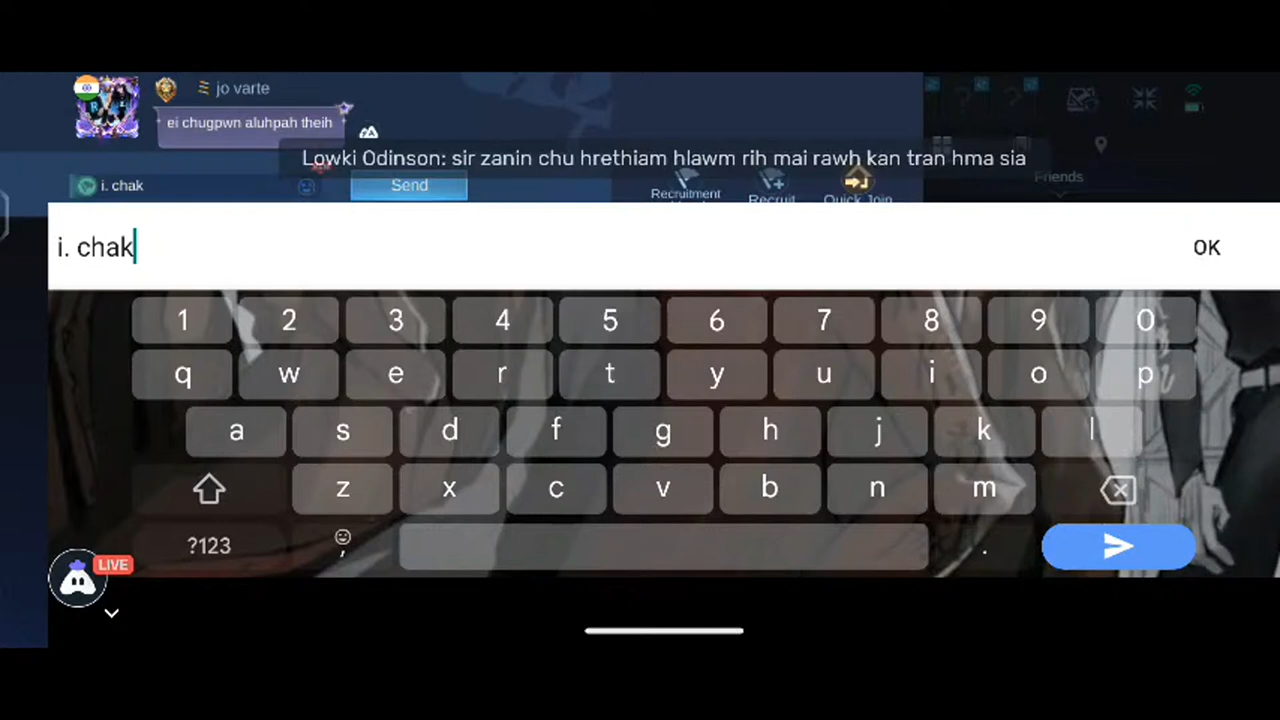 jo varte
ei chugpwn aluhpah theih
Lowki Odinson: sir zanin chu hrethiam hlawm rih mai rawh kan tran hma sia
i. chak
Send
Recruitment
Recruit
Quick Join
Friends
i. chak
OK
1 2 3 4 5 6 7 8 9 0
q w e r t y u i o p
a s d f g h j k l
z x c v b n m
?123 , .
LIVE